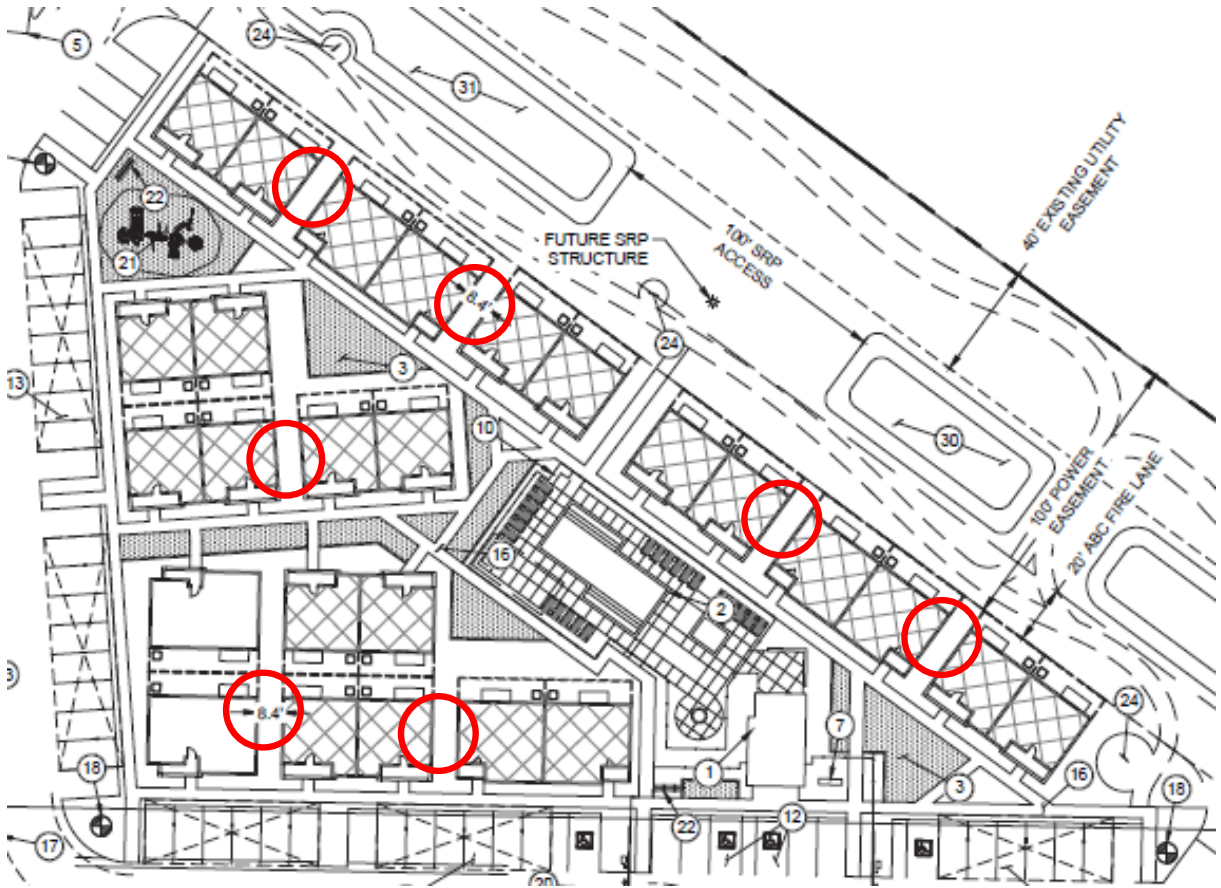 5
24
31
22
21
FUTURE SRP
STRUCTURE
100' SRP
ACCESS
40' EXISTING UTILITY
EASEMENT
8.4'
24
13
3
10
30
100' POWER
EASEMENT
20' ABC FIRE LANE
16
2
8.4'
7
24
1
3
16
18
22
12
18
17
20